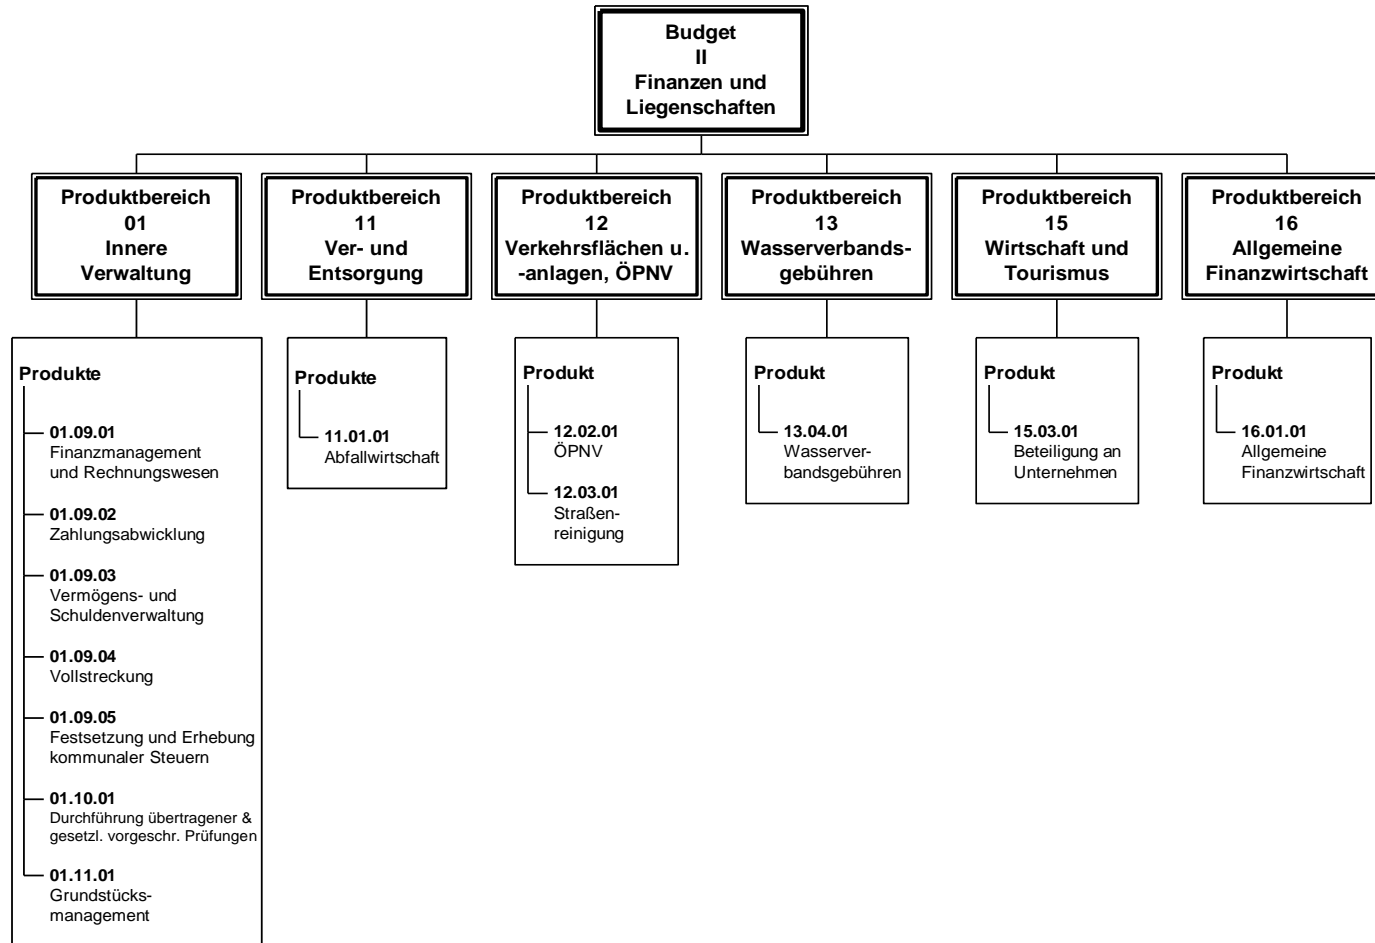 Budget
II
Finanzen und
Liegenschaften
Produktbereich
01
Innere
Verwaltung
Produktbereich
11
Ver- und
Entsorgung
Produktbereich
12
Verkehrsflächen u.
-anlagen, ÖPNV
Produktbereich
13
Wasserverbands-
gebühren
Produktbereich
15
Wirtschaft und
Tourismus
Produktbereich
16
Allgemeine
Finanzwirtschaft
Produkte
01.09.01
Finanzmanagement
und Rechnungswesen
01.09.02
Zahlungsabwicklung
01.09.03
Vermögens- und
Schuldenverwaltung
01.09.04
Vollstreckung
01.09.05
Festsetzung und Erhebung
kommunaler Steuern
01.10.01
Durchführung übertragener &
gesetzl. vorgeschr. Prüfungen
01.11.01
Grundstücks-
management
Produkte
11.01.01
Abfallwirtschaft
Produkt
12.02.01
ÖPNV
12.03.01
Straßen-
reinigung
Produkt
13.04.01
Wasserver-
bandsgebühren
Produkt
15.03.01
Beteiligung an
Unternehmen
Produkt
16.01.01
Allgemeine
Finanzwirtschaft